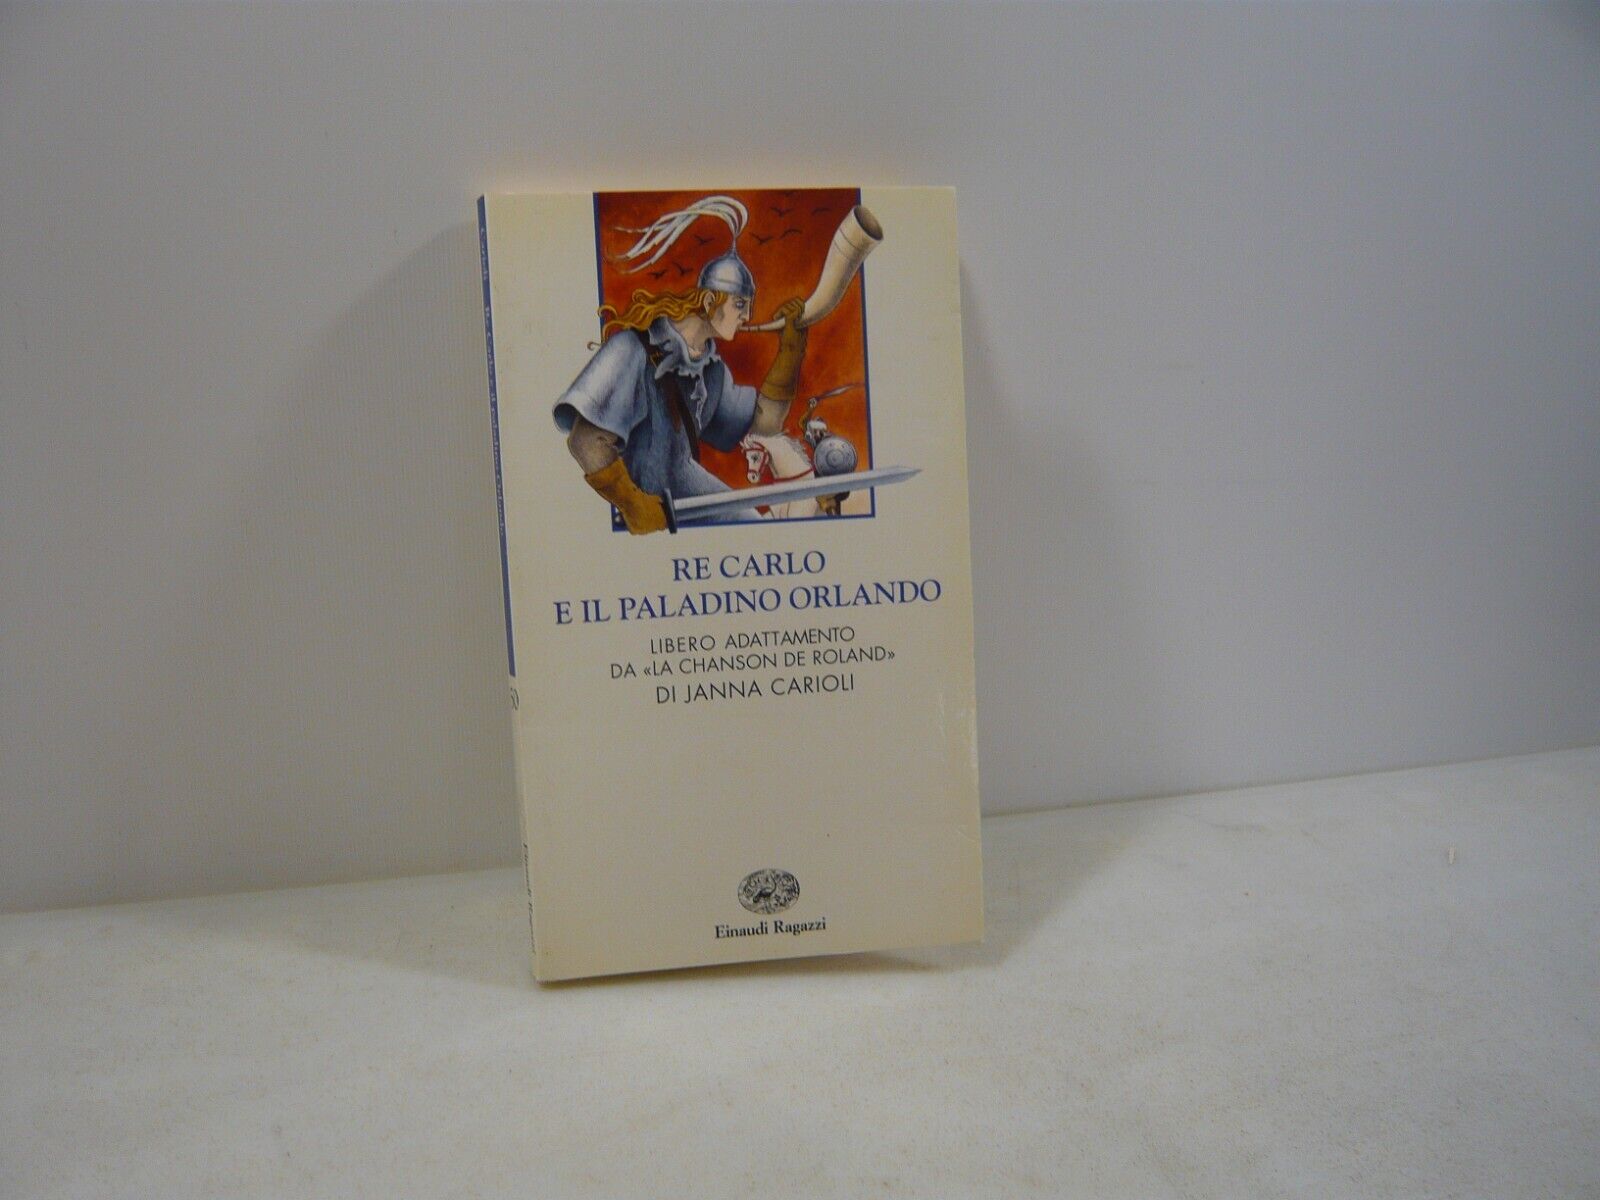 RE CARLO
E IL PALADINO ORLANDO
LIBERO ADATTAMENTO
DA «LA CHANSON DE ROLAND»
DI JANNA CARIOLI
Einaudi Ragazzi